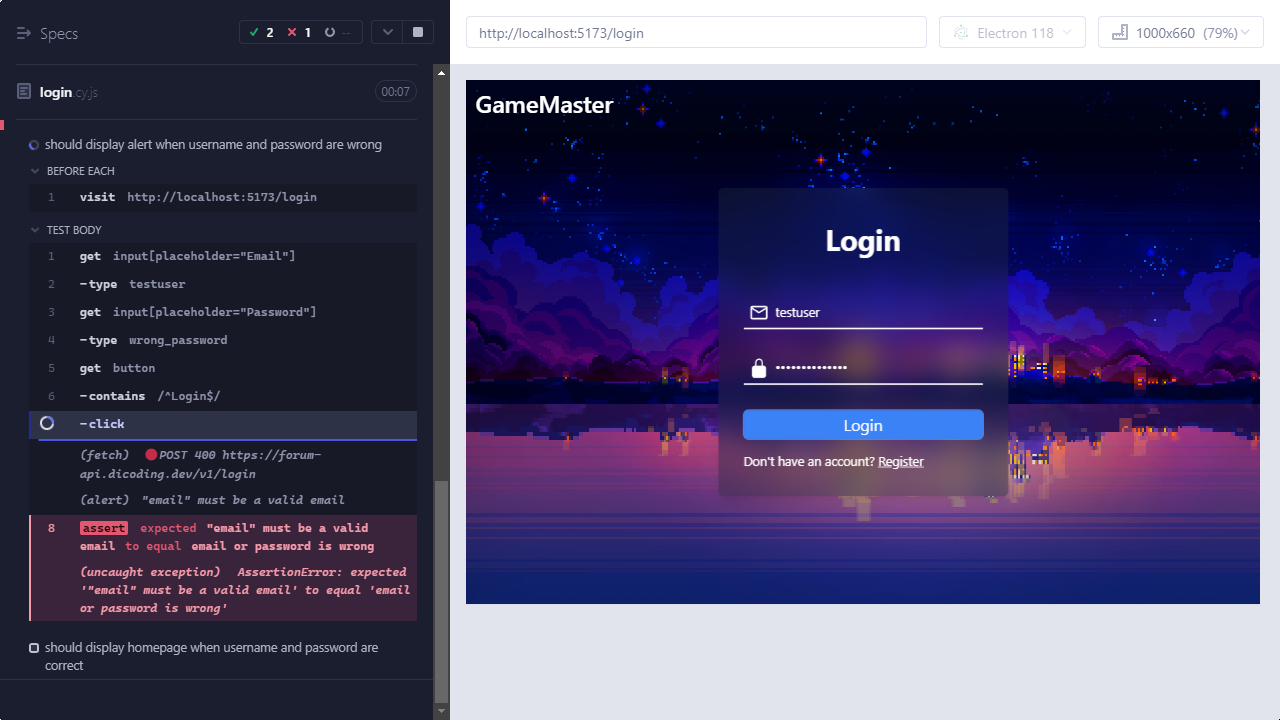 Specs
2
1
--
http://localhost:5173/login
Electron 118
1000x660 (79%)
login cy.js
00:07
should display alert when username and password are wrong
BEFORE EACH
1 visit http://localhost:5173/login
TEST BODY
1 get input[placeholder="Email"]
2 -type testuser
3 get input[placeholder="Password"]
4 -type wrong_password
5 get button
6 -contains /^Login$/
-click
(fetch) POST 400 https://forum-
api.dicoding.dev/v1/login
(alert) "email" must be a valid email
8 assert expected "email" must be a valid
email to equal email or password is wrong
(uncaught exception) AssertionError: expected
'"email" must be a valid email' to equal 'email
or password is wrong'
should display homepage when username and password are
correct
GameMaster
Login
testuser
••••••••••••••
Login
Don't have an account? Register